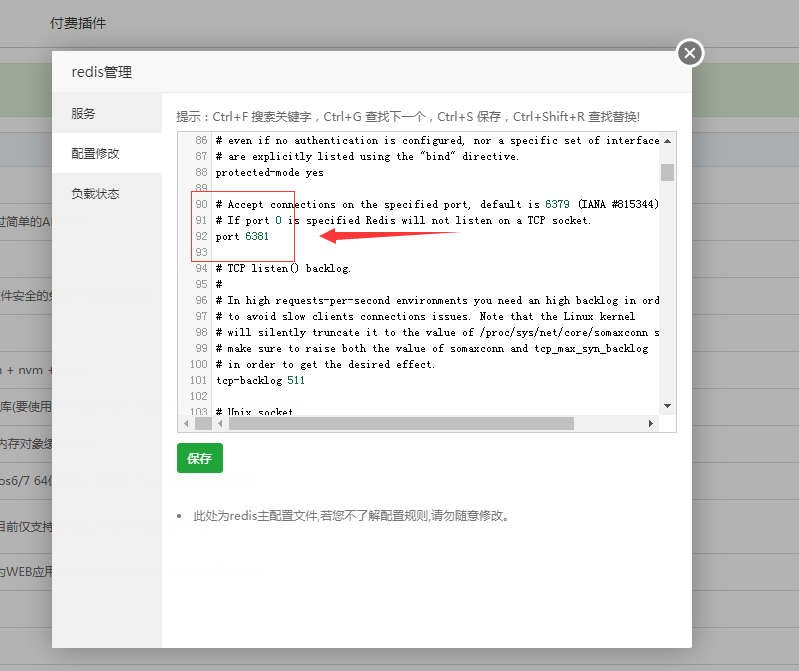 付费插件
redis管理
服务
配置修改
负载状态
提示：Ctrl+F 搜索关键字，Ctrl+G 查找下一个，Ctrl+S 保存，Ctrl+Shift+R 查找替换!
86 # even if no authentication is configured, nor a specific set of interface
87 # are explicitly listed using the "bind" directive.
88 protected-mode yes
89
90 # Accept connections on the specified port, default is 6379 (IANA #815344)
91 # If port 0 is specified Redis will not listen on a TCP socket.
92 port 6381
93
94 # TCP listen() backlog.
95 #
96 # In high requests-per-second environments you need an high backlog in ord
97 # to avoid slow clients connections issues. Note that the Linux kernel
98 # will silently truncate it to the value of /proc/sys/net/core/somaxconn s
99 # make sure to raise both the value of somaxconn and tcp_max_syn_backlog
100 # in order to get the desired effect.
101 tcp-backlog 511
102
103 # Unix socket.
保存
此处为redis主配置文件,若您不了解配置规则,请勿随意修改。
过简单的
件安全的
+ nvm +
库(要使用
内存对象缓
os6/7 64
目前仅支持
为WEB应用